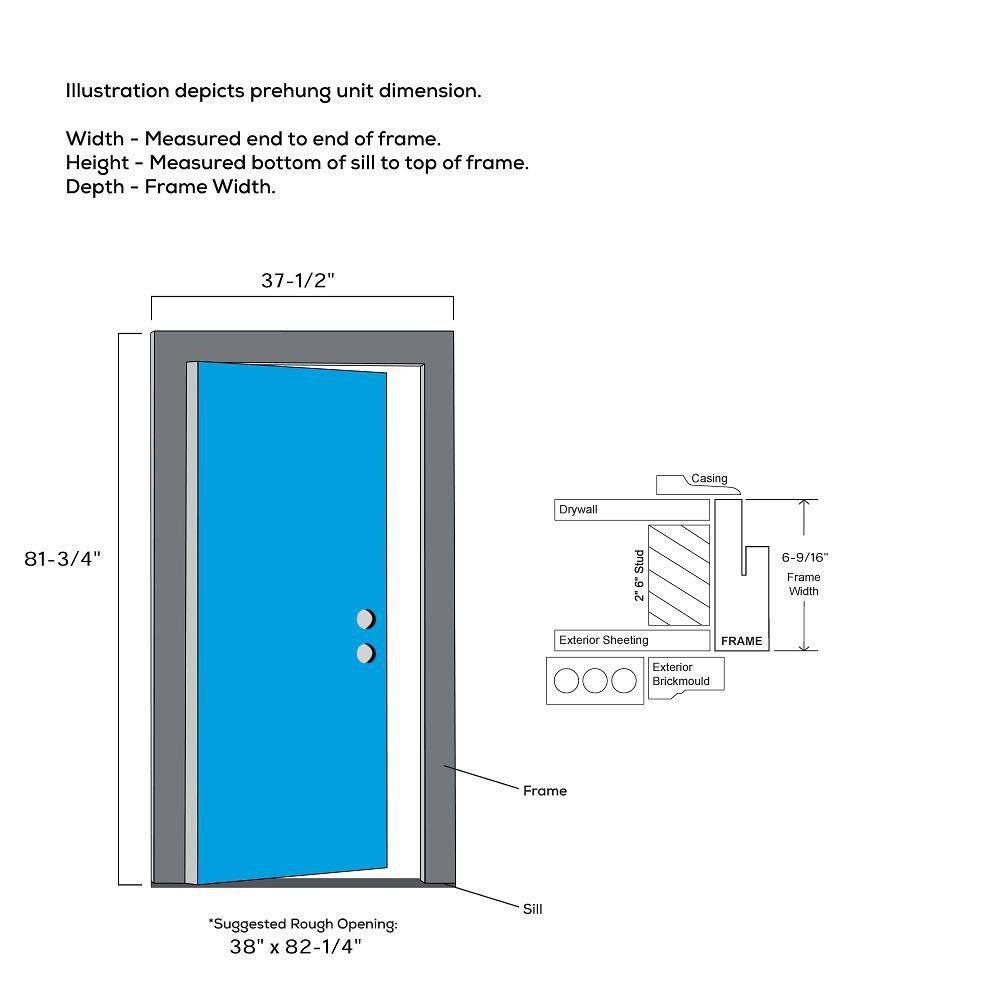 Illustration depicts prehung unit dimension.
Width - Measured end to end of frame.
Height - Measured bottom of sill to top of frame.
Depth - Frame Width.
37-1/2"
81-3/4"
Casing
Drywall
2" 6" Stud
6-9/16"
Frame
Width
Exterior Sheeting
FRAME
Exterior
Brickmould
Frame
Sill
*Suggested Rough Opening:
38" x 82-1/4"